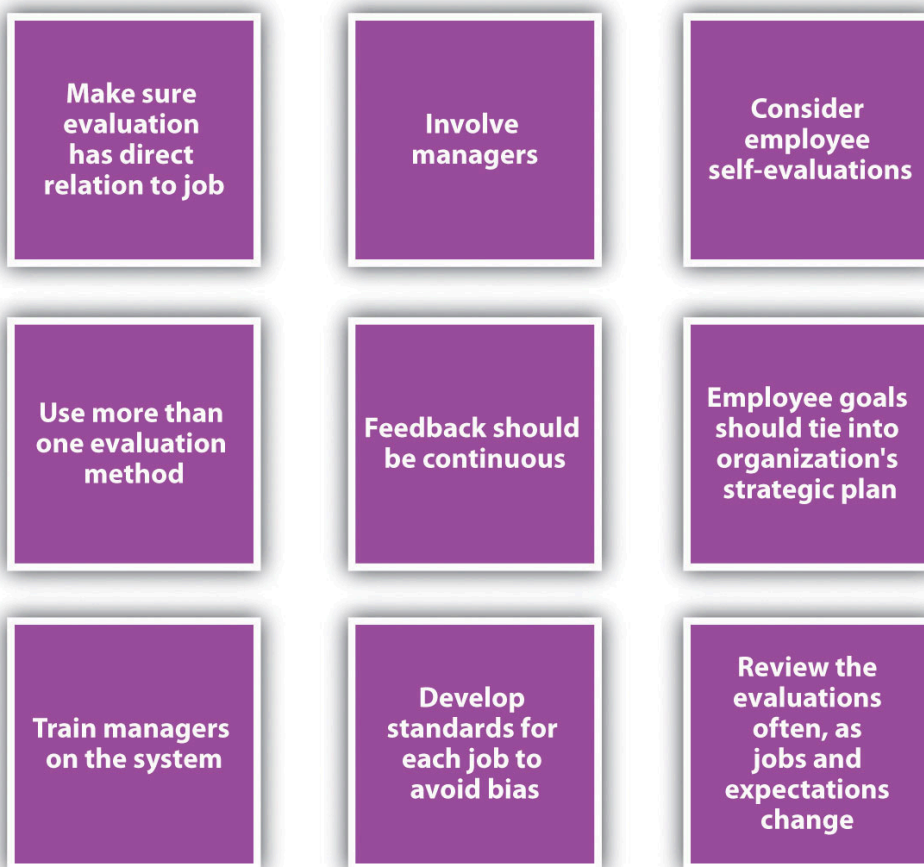 Make sure
evaluation
has direct
relation to job
Involve
managers
Consider
employee
self-evaluations
Use more than
one evaluation
method
Feedback should
be continuous
Employee goals
should tie into
organization's
strategic plan
Train managers
on the system
Develop
standards for
each job to
avoid bias
Review the
evaluations
often, as
jobs and
expectations
change